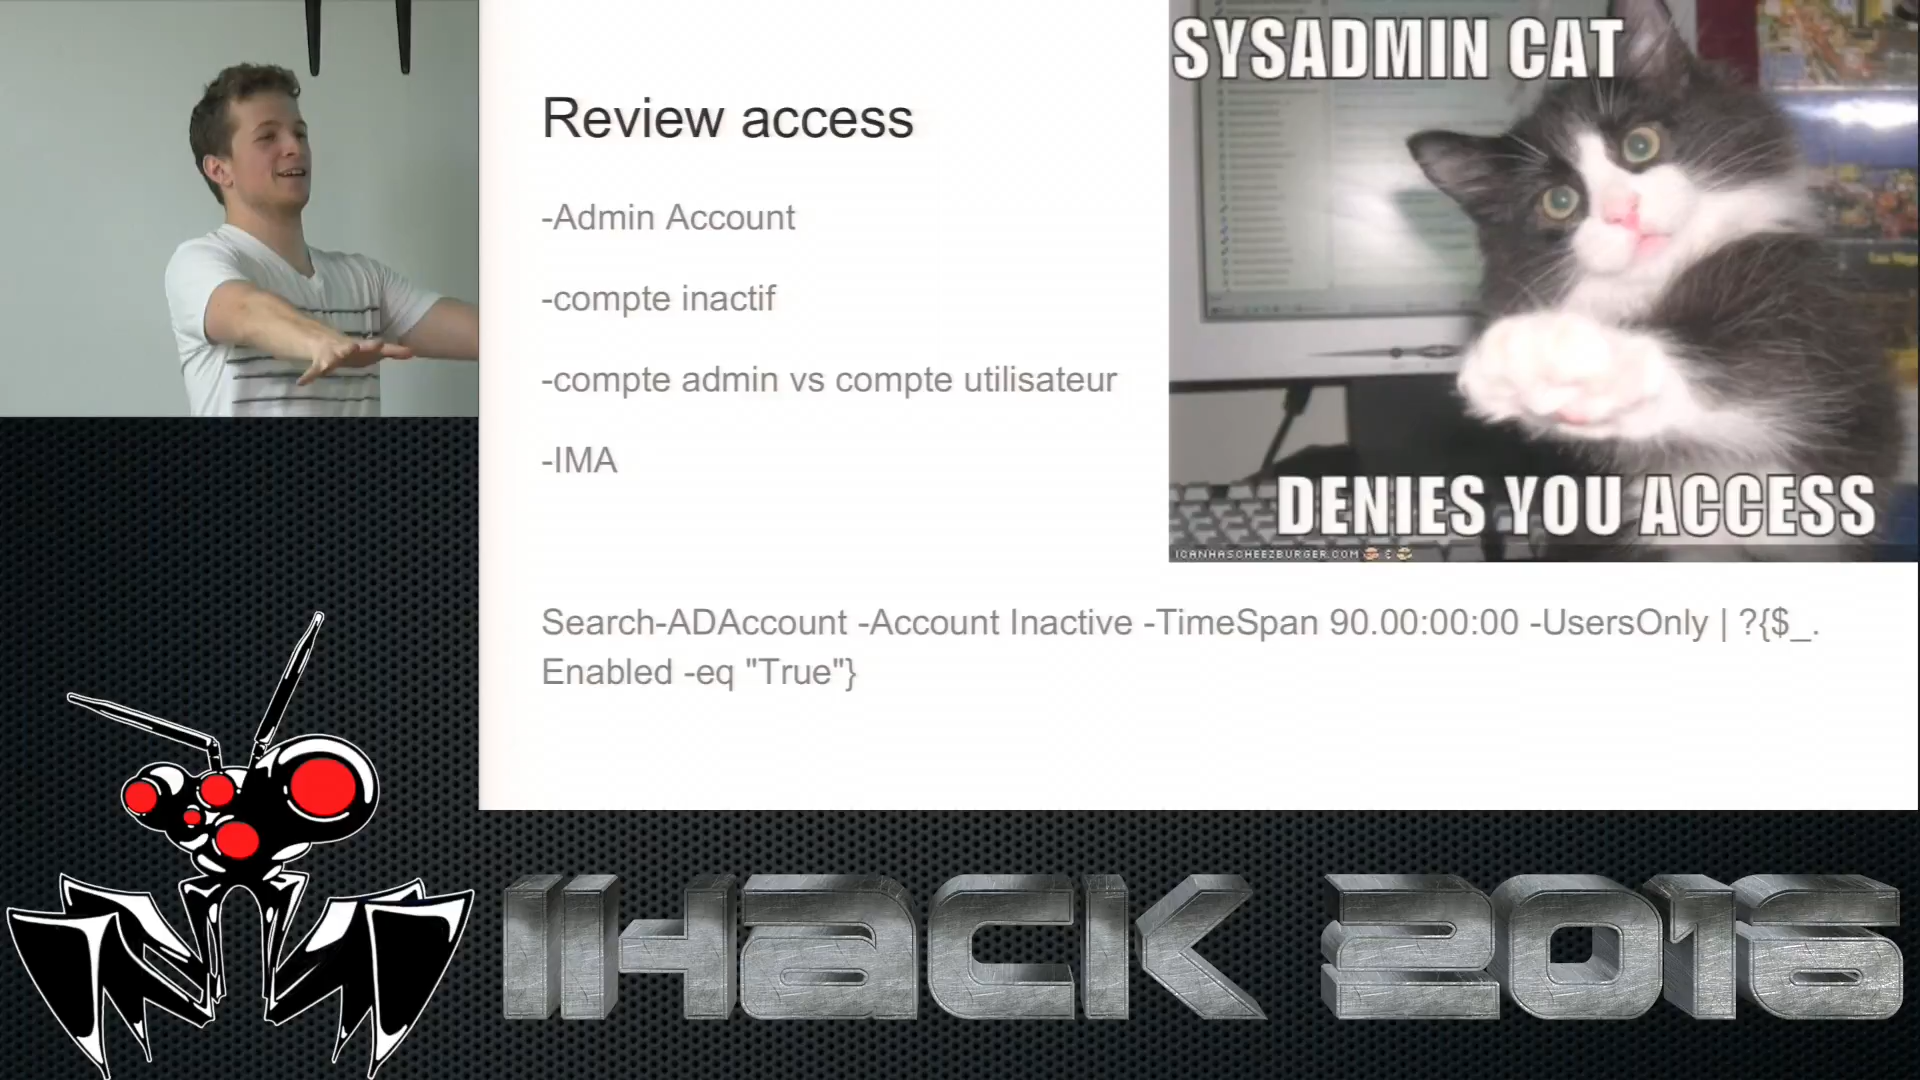 Review access
-Admin Account
-compte inactif
-compte admin vs compte utilisateur
-IMA
Search-ADAccount -Account Inactive -TimeSpan 90.00:00:00 -UsersOnly | ?{$_.
Enabled -eq "True"}
SYSADMIN CAT
DENIES YOU ACCESS
ICANHASCHEEZBURGER.COM
IHACK 2016